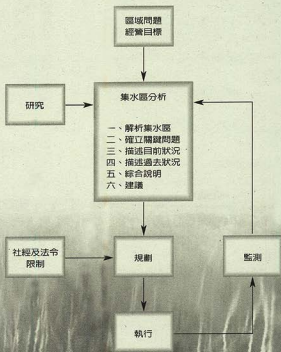 區域問題
經營目標
研究
集水區分析
一、解析集水區
二、確立關鍵問題
三、描述目前狀況
四、描述過去狀況
五、綜合說明
六、建議
社經及法令
限制
規劃
監測
執行